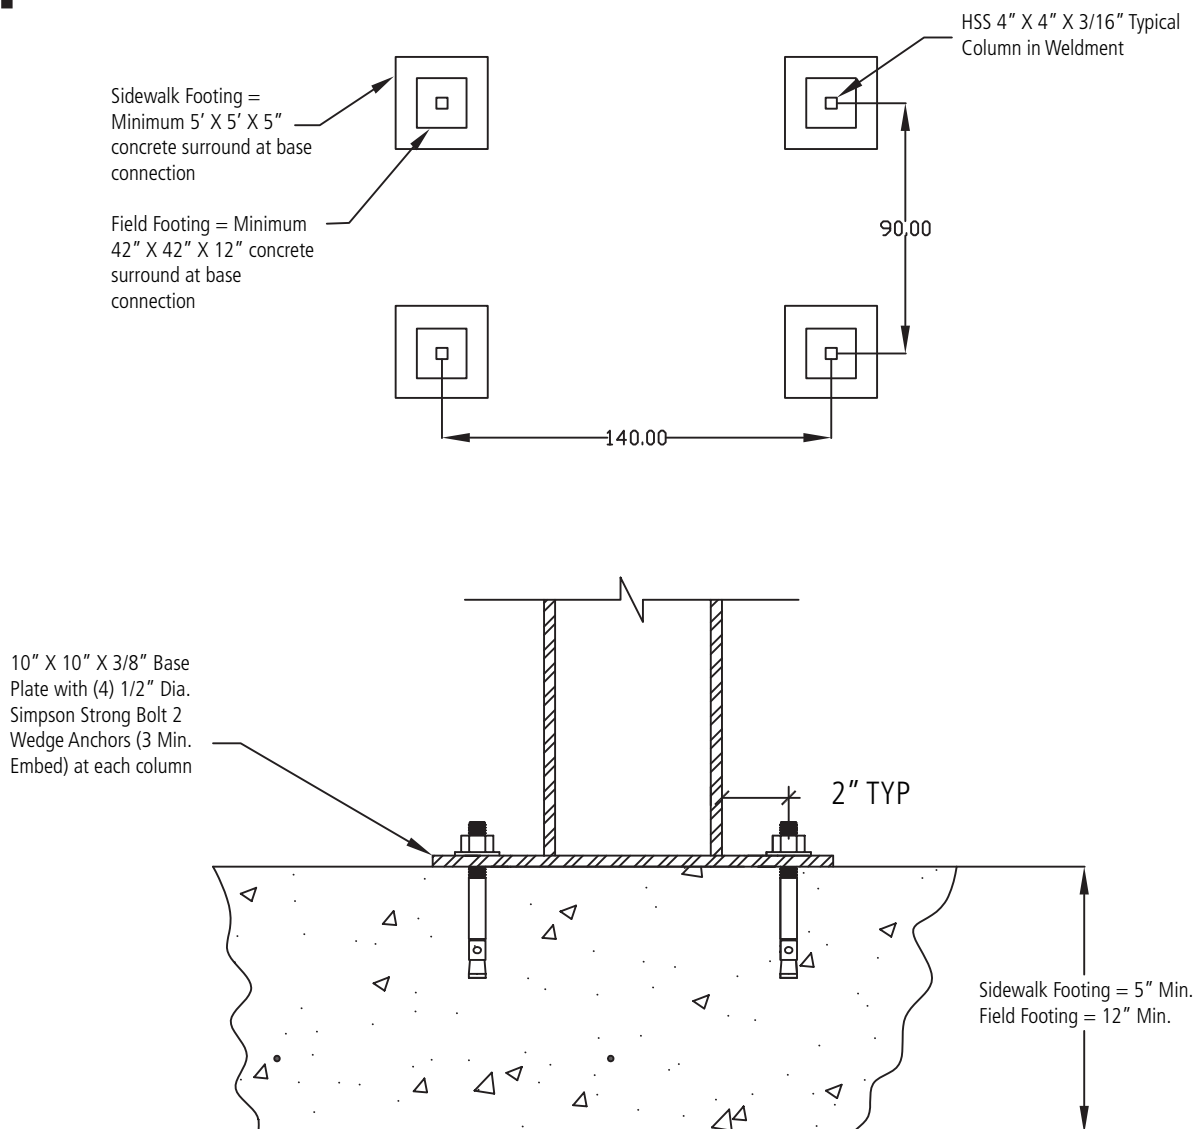 HSS 4” X 4” X 3/16” Typical
Column in Weldment
Sidewalk Footing =
Minimum 5’ X 5’ X 5”
concrete surround at base
connection
Field Footing = Minimum
42” X 42” X 12” concrete
surround at base
connection
90.00
140.00
10” X 10” X 3/8” Base
Plate with (4) 1/2” Dia.
Simpson Strong Bolt 2
Wedge Anchors (3 Min.
Embed) at each column
2” TYP
Sidewalk Footing = 5” Min.
Field Footing = 12” Min.